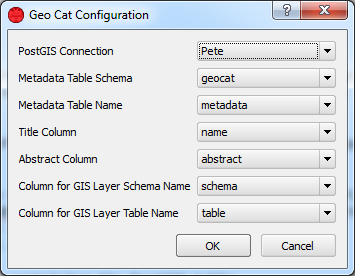 Geo Cat Configuration
PostGIS Connection Pete
Metadata Table Schema geocat
Metadata Table Name metadata
Title Column name
Abstract Column abstract
Column for GIS Layer Schema Name schema
Column for GIS Layer Table Name table
OK Cancel